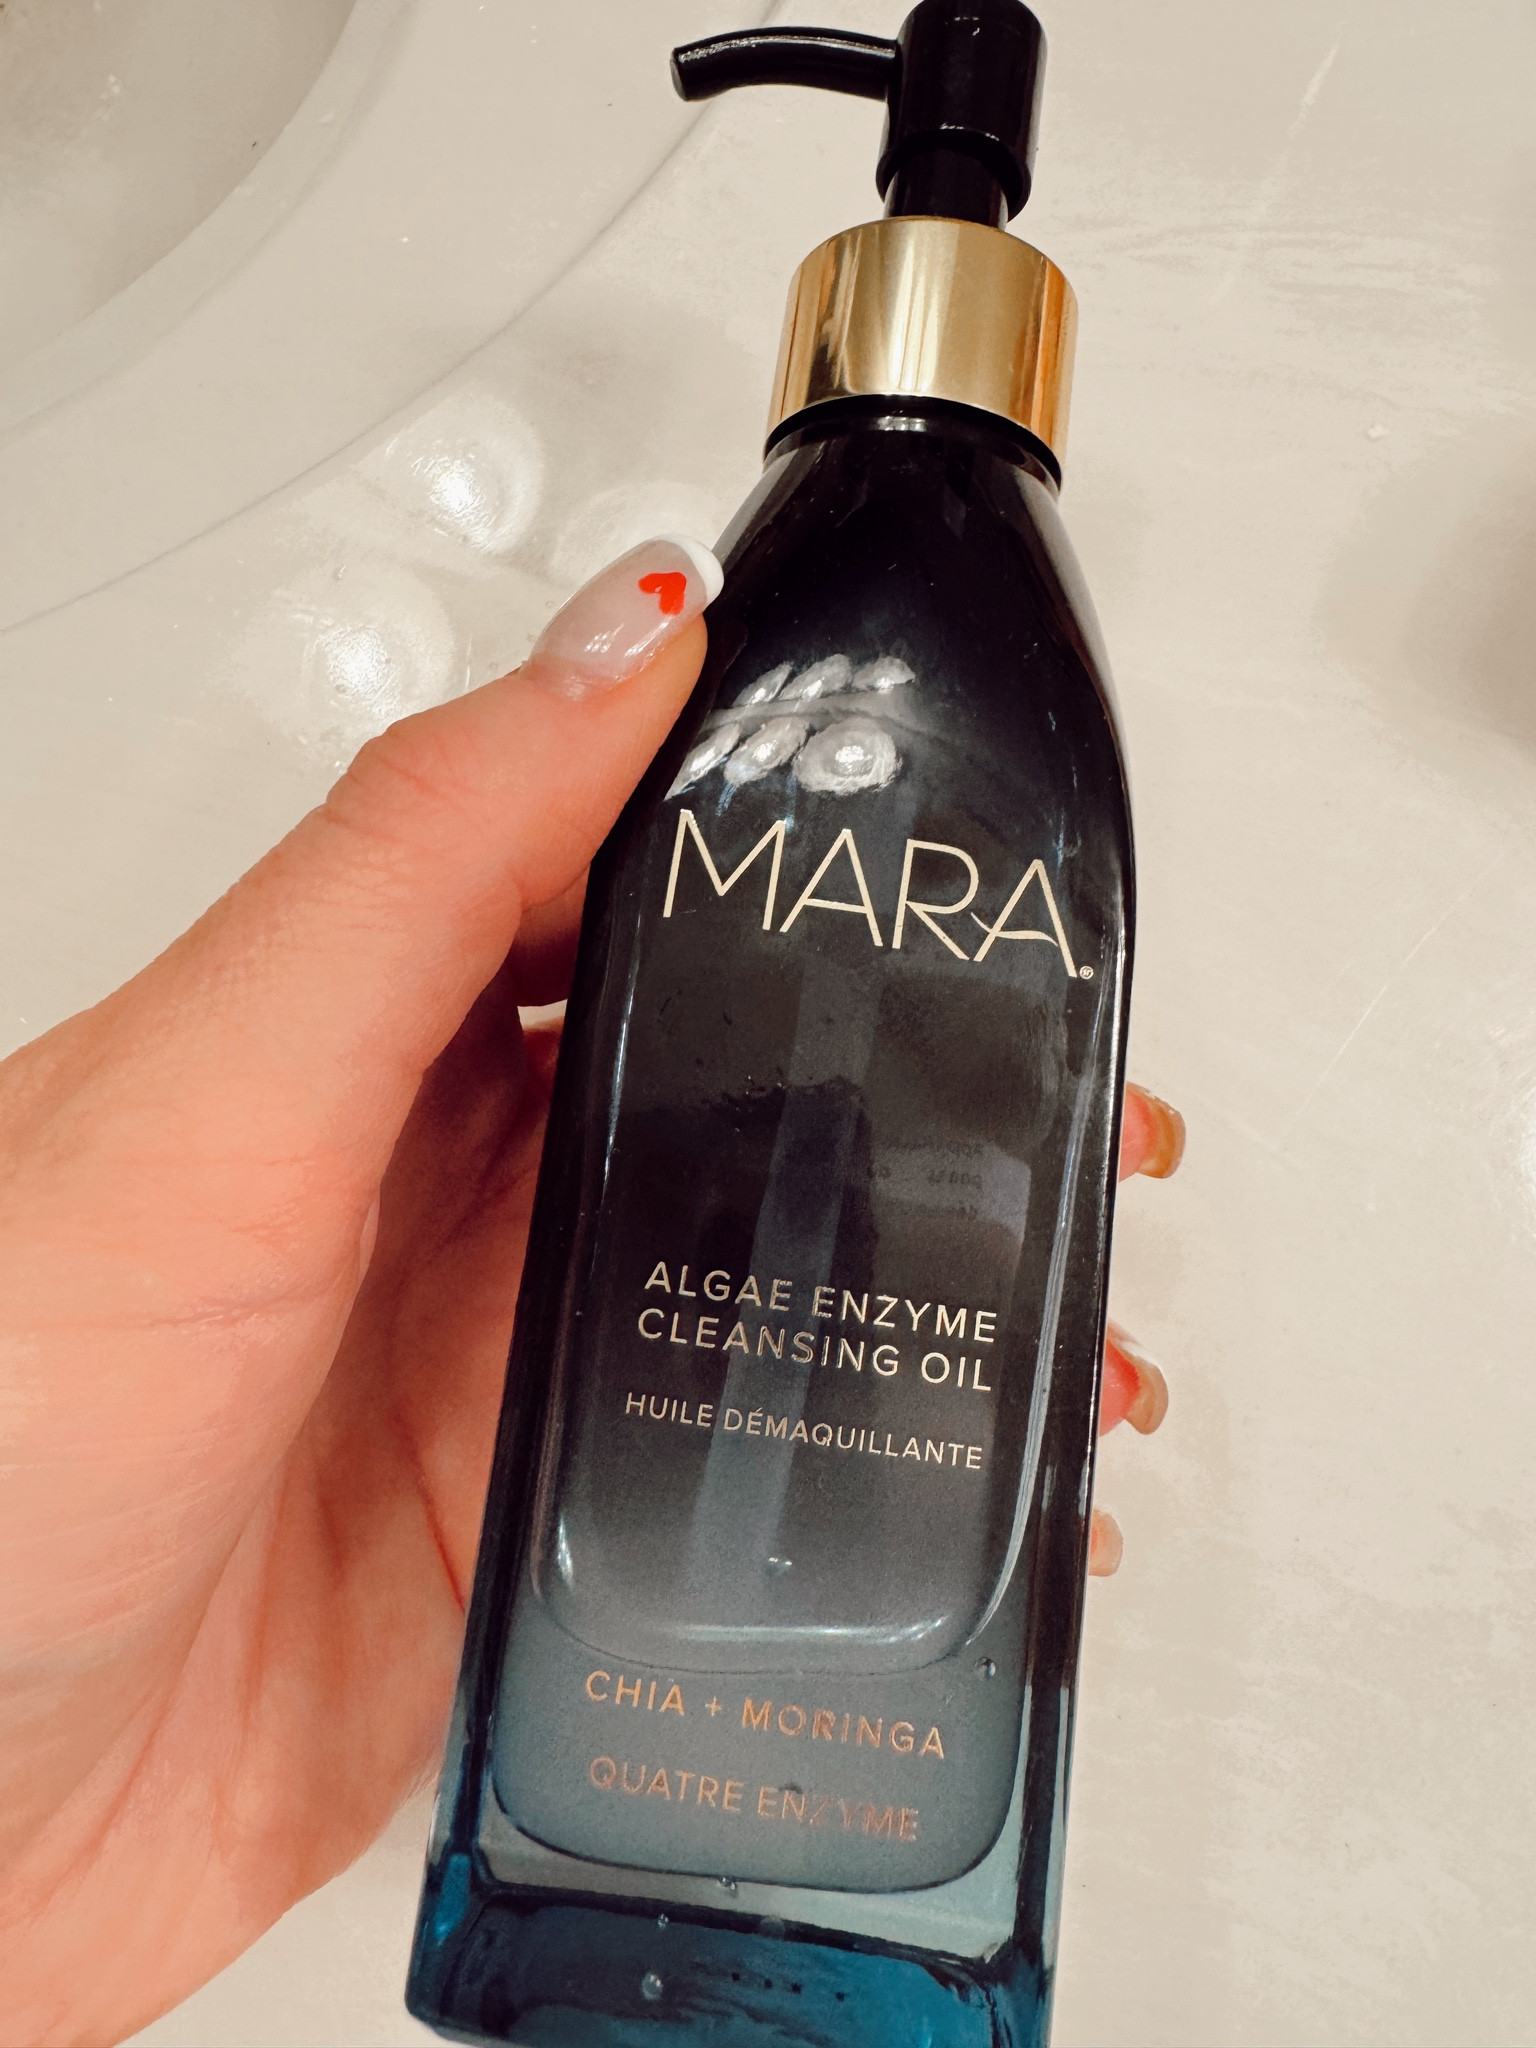 MARA®
ALGAE ENZYME
CLEANSING OIL
HUILE DÉMAQUILLANTE
CHIA + MORINGA
QUATRE ENZYME